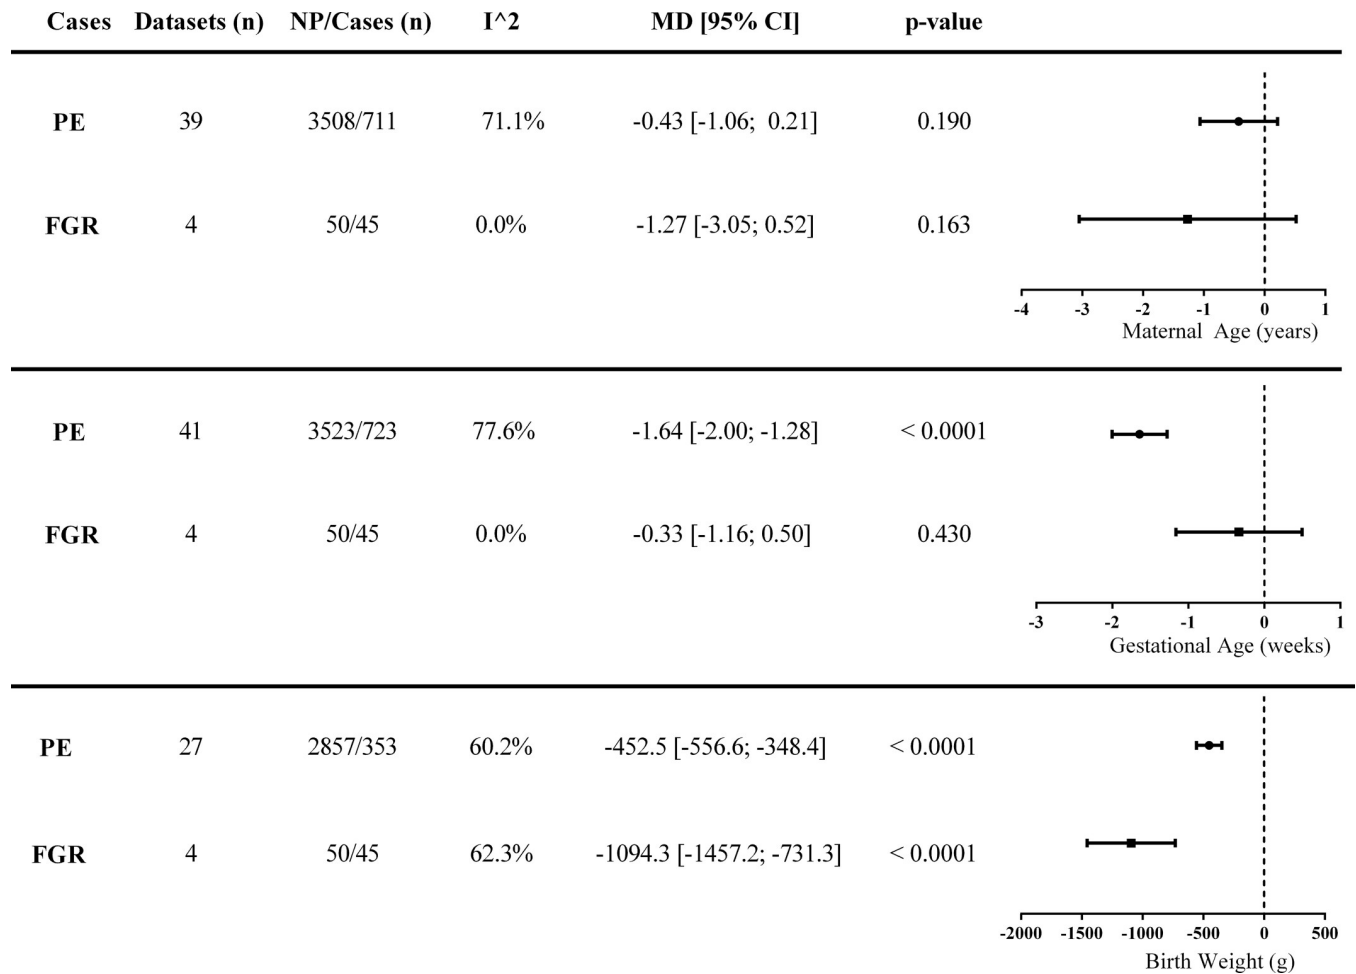 Cases Datasets (n) NP/Cases (n) I^2 MD [95% CI] p-value
PE 39 3508/711 71.1% -0.43 [-1.06; 0.21] 0.190
FGR 4 50/45 0.0% -1.27 [-3.05; 0.52] 0.163
-4 -3 -2 -1 0 1
Maternal Age (years)
PE 41 3523/723 77.6% -1.64 [-2.00; -1.28] < 0.0001
FGR 4 50/45 0.0% -0.33 [-1.16; 0.50] 0.430
-3 -2 -1 0 1
Gestational Age (weeks)
PE 27 2857/353 60.2% -452.5 [-556.6; -348.4] < 0.0001
FGR 4 50/45 62.3% -1094.3 [-1457.2; -731.3] < 0.0001
-2000 -1500 -1000 -500 0 500
Birth Weight (g)